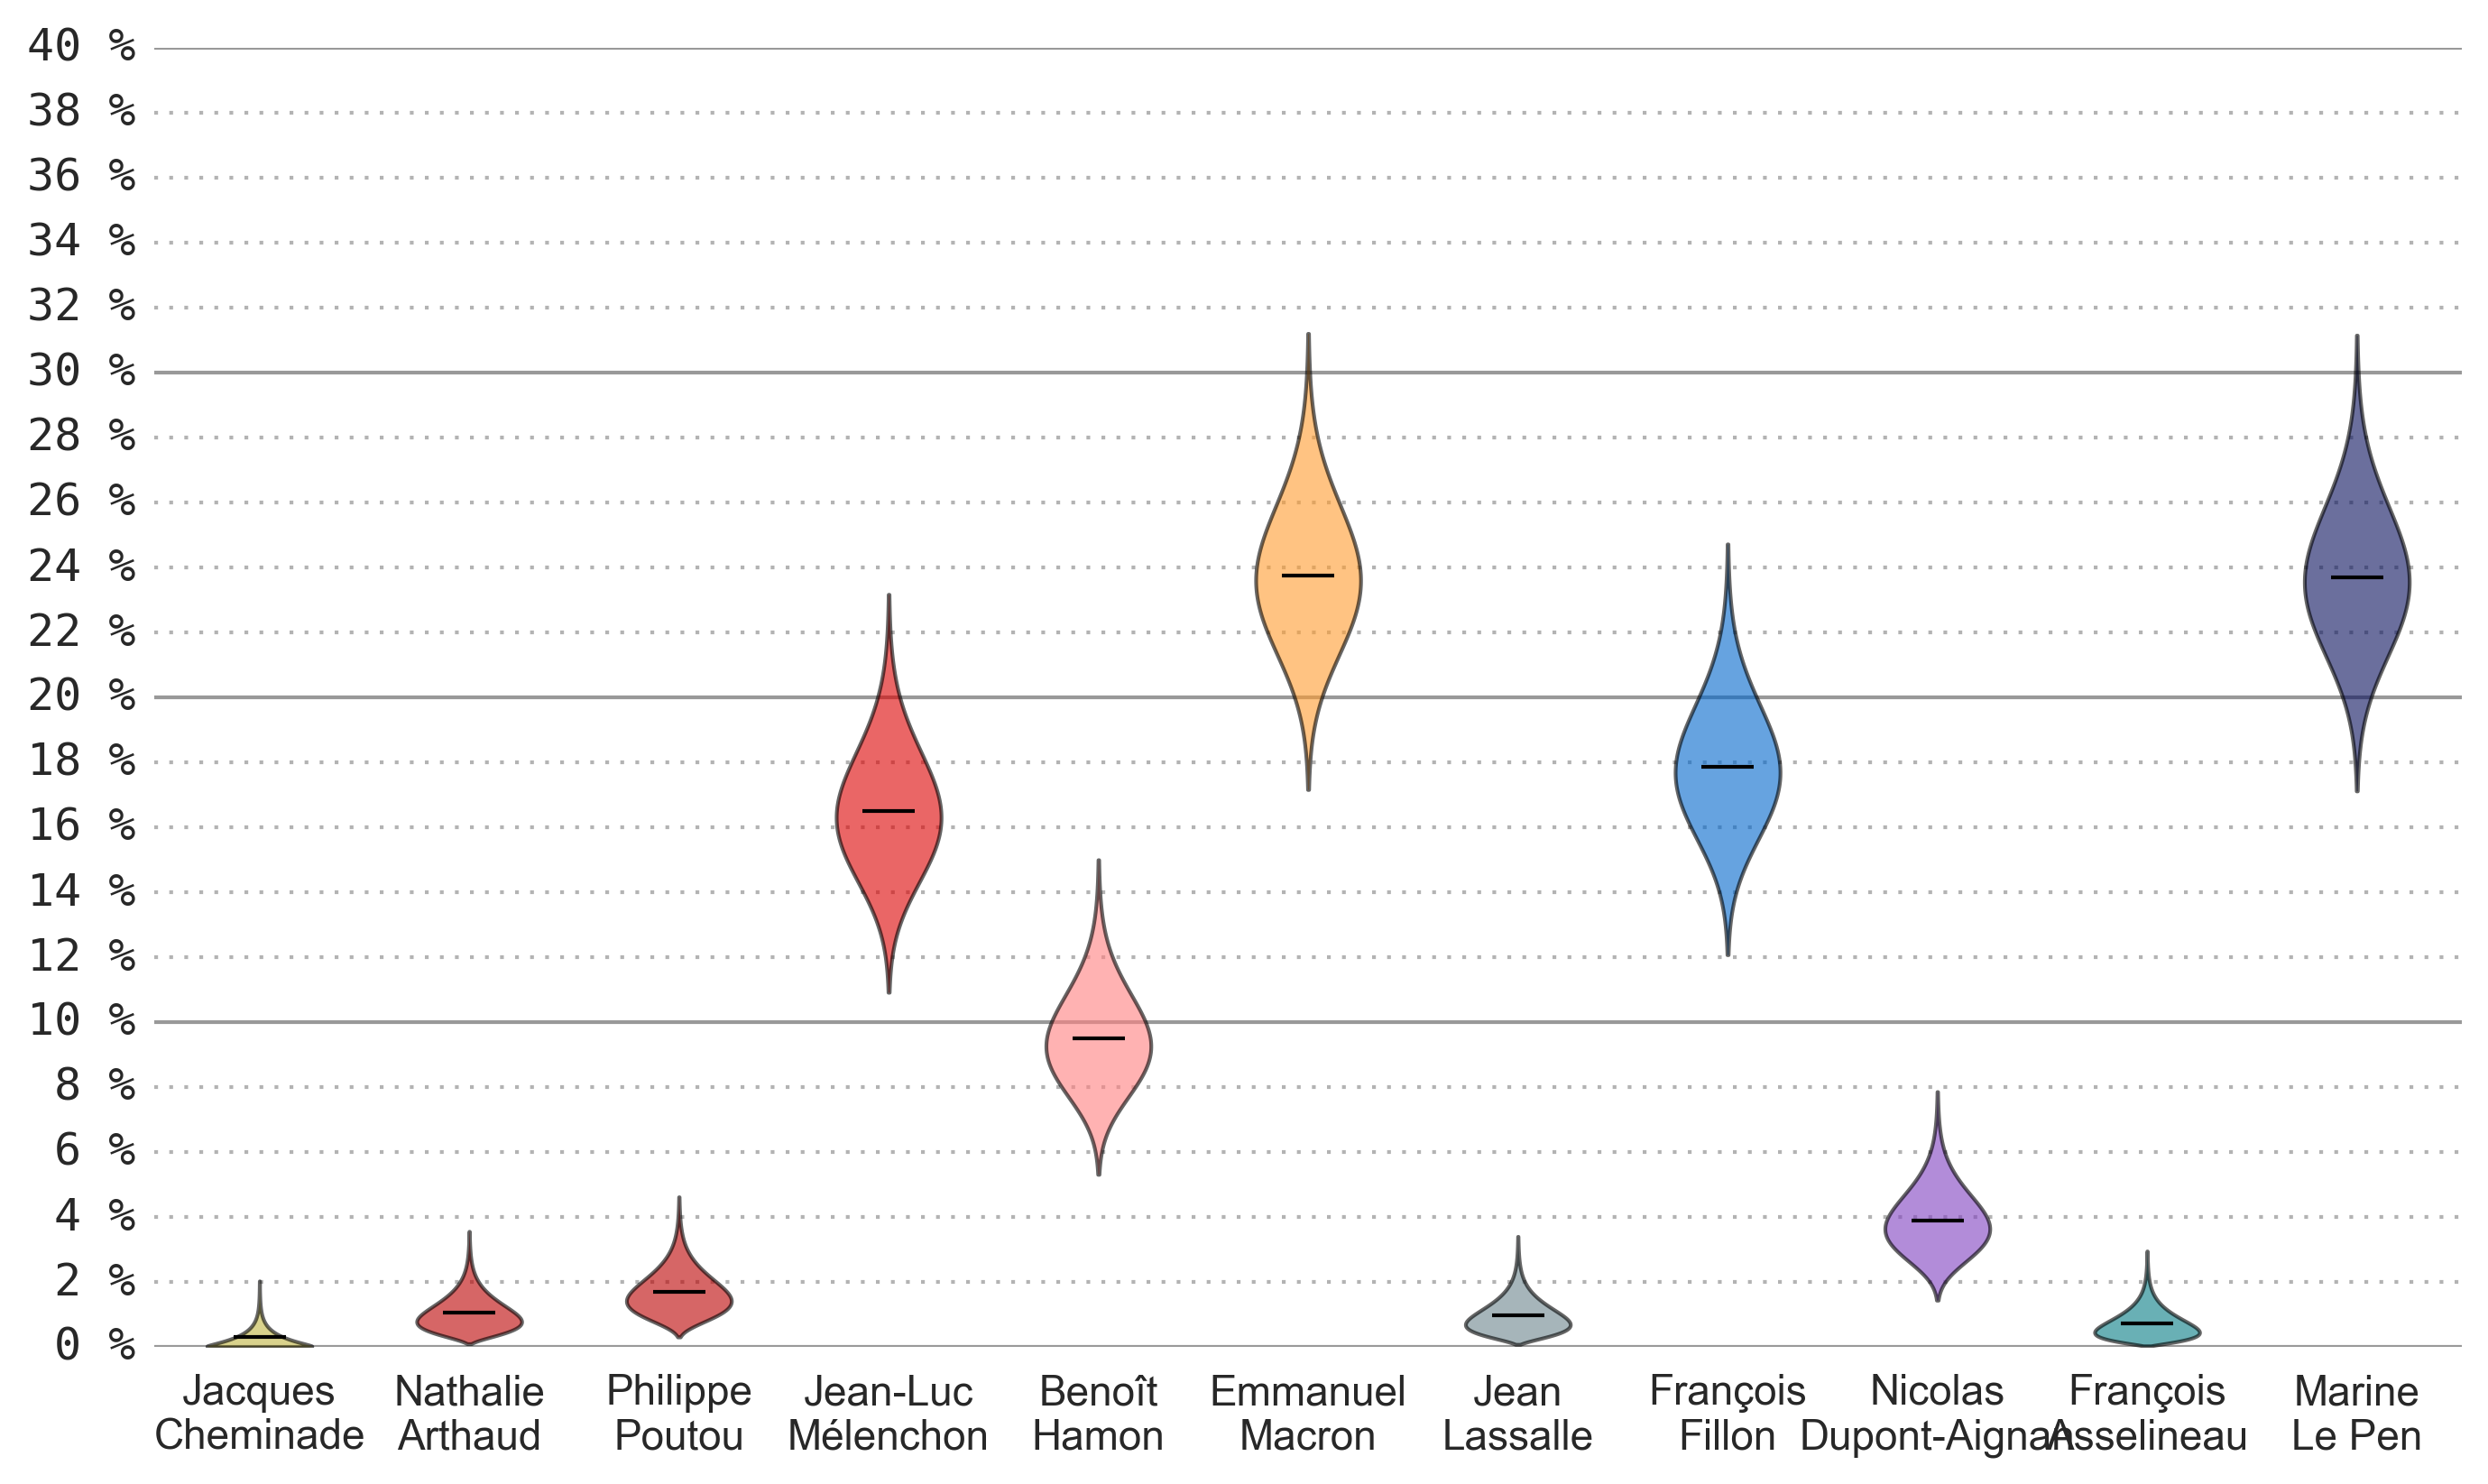 40 %
38 %
36 %
34 %
32 %
30 %
28 %
26 %
24 %
22 %
20 %
18 %
16 %
14 %
12 %
10 %
8 %
6 %
4 %
2 %
0 %
Jacques
Cheminade
Nathalie
Arthaud
Philippe
Poutou
Jean-Luc
Mélenchon
Benoît
Hamon
Emmanuel
Macron
Jean
Lassalle
François
Fillon
Nicolas
Dupont-Aignan
François
Asselineau
Marine
Le Pen